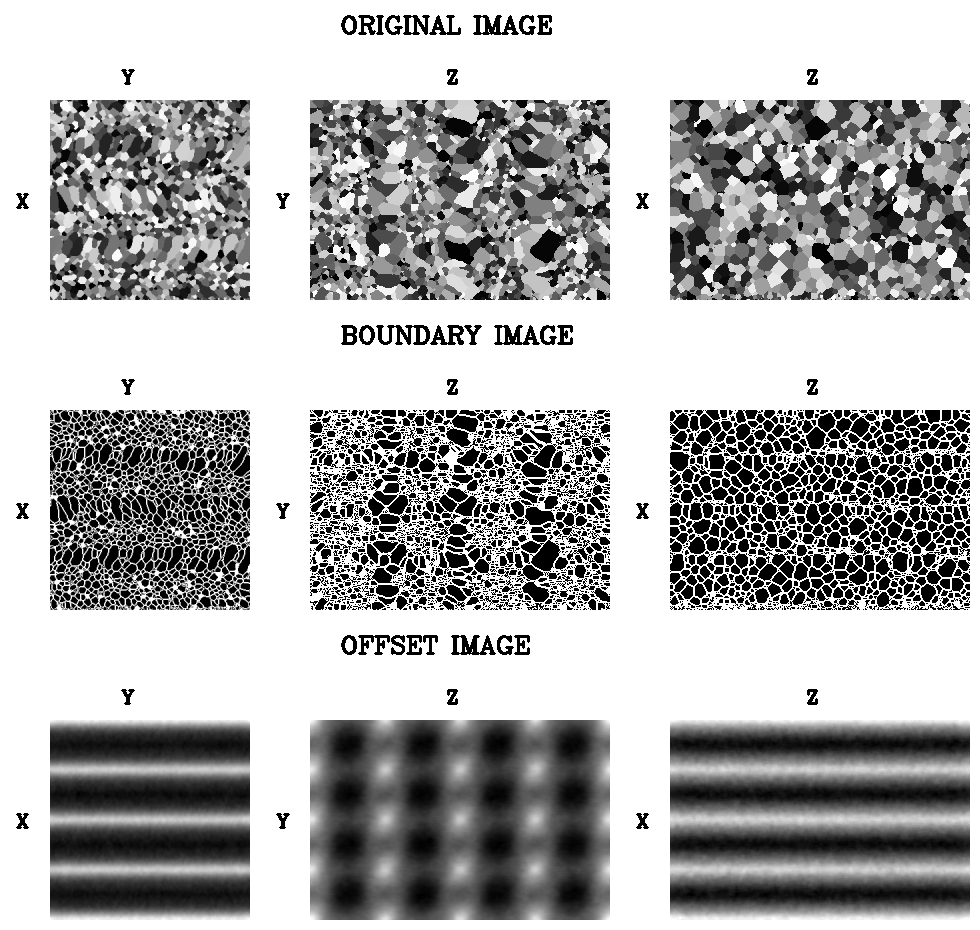 ORIGINAL IMAGE
Y Z Z
X Y X
BOUNDARY IMAGE
Y Z Z
X Y X
OFFSET IMAGE
Y Z Z
X Y X